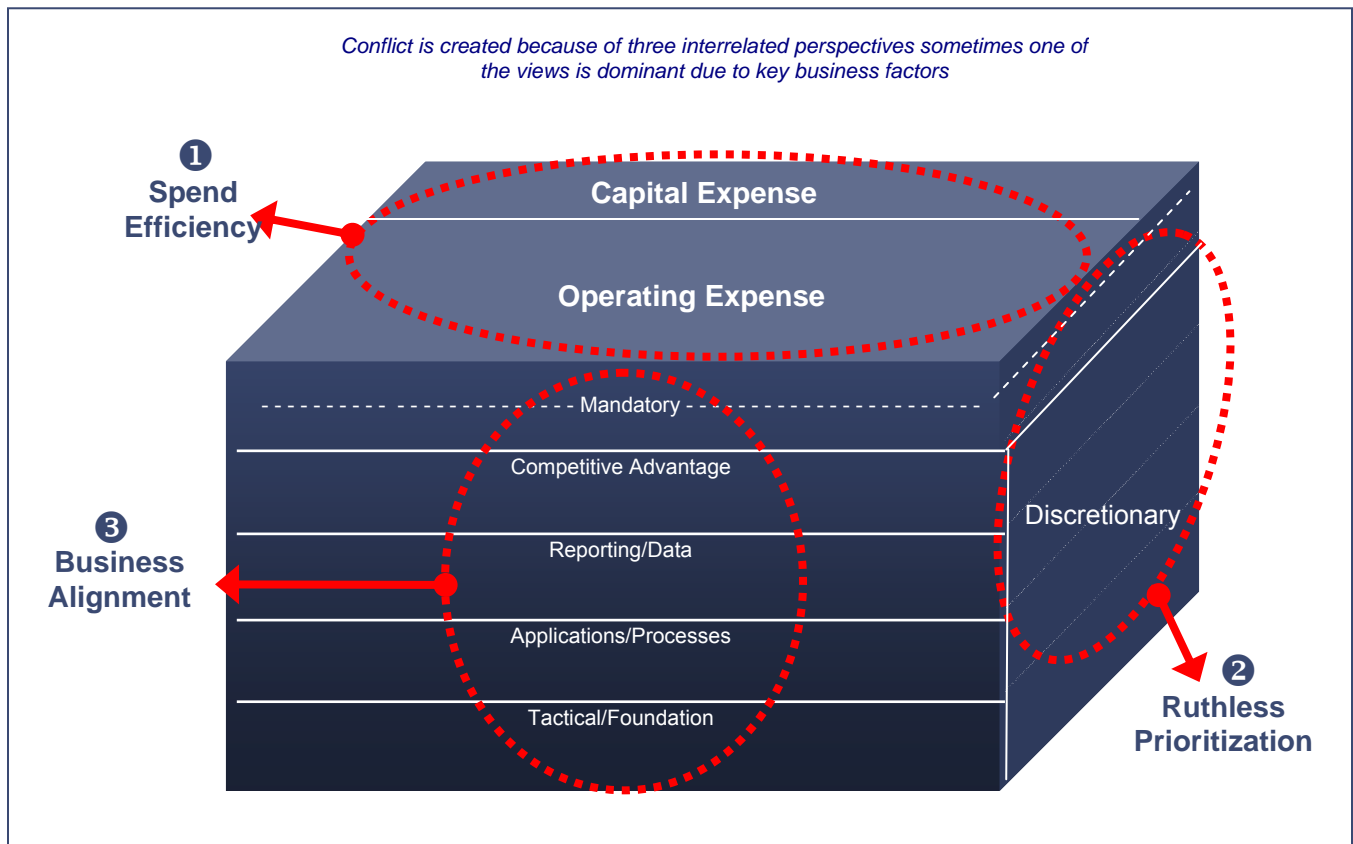 Conflict is created because of three interrelated perspectives sometimes one of
the views is dominant due to key business factors
❶
Spend
Efficiency
Capital Expense
Operating Expense
Mandatory
Competitive Advantage
Reporting/Data
Applications/Processes
Tactical/Foundation
Discretionary
❸
Business
Alignment
❷
Ruthless
Prioritization